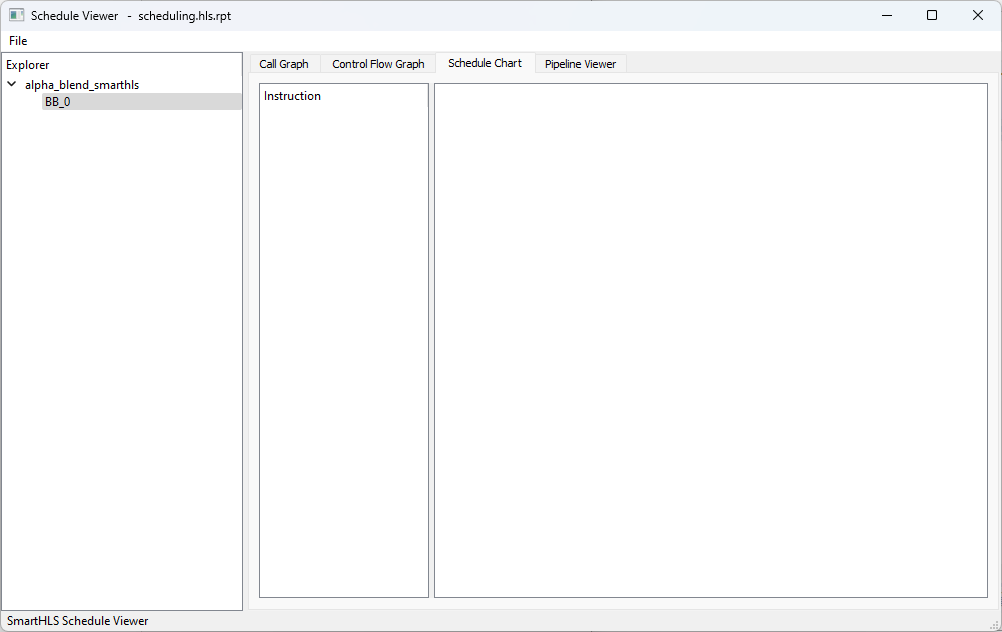 Schedule Viewer - scheduling.hls.rpt
File
Explorer
alpha_blend_smarthls
BB_0
Call Graph
Control Flow Graph
Schedule Chart
Pipeline Viewer
Instruction
SmartHLS Schedule Viewer